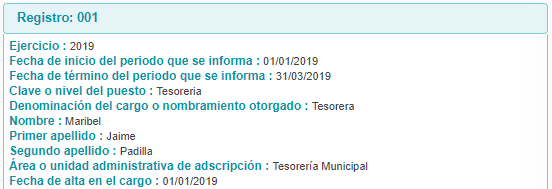 Registro: 001
Ejercicio : 2019
Fecha de inicio del periodo que se informa : 01/01/2019
Fecha de término del periodo que se informa : 31/03/2019
Clave o nivel del puesto : Tesoreria
Denominación del cargo o nombramiento otorgado : Tesorera
Nombre : Maribel
Primer apellido : Jaime
Segundo apellido : Padilla
Área o unidad administrativa de adscripción : Tesorería Municipal
Fecha de alta en el cargo : 01/01/2019